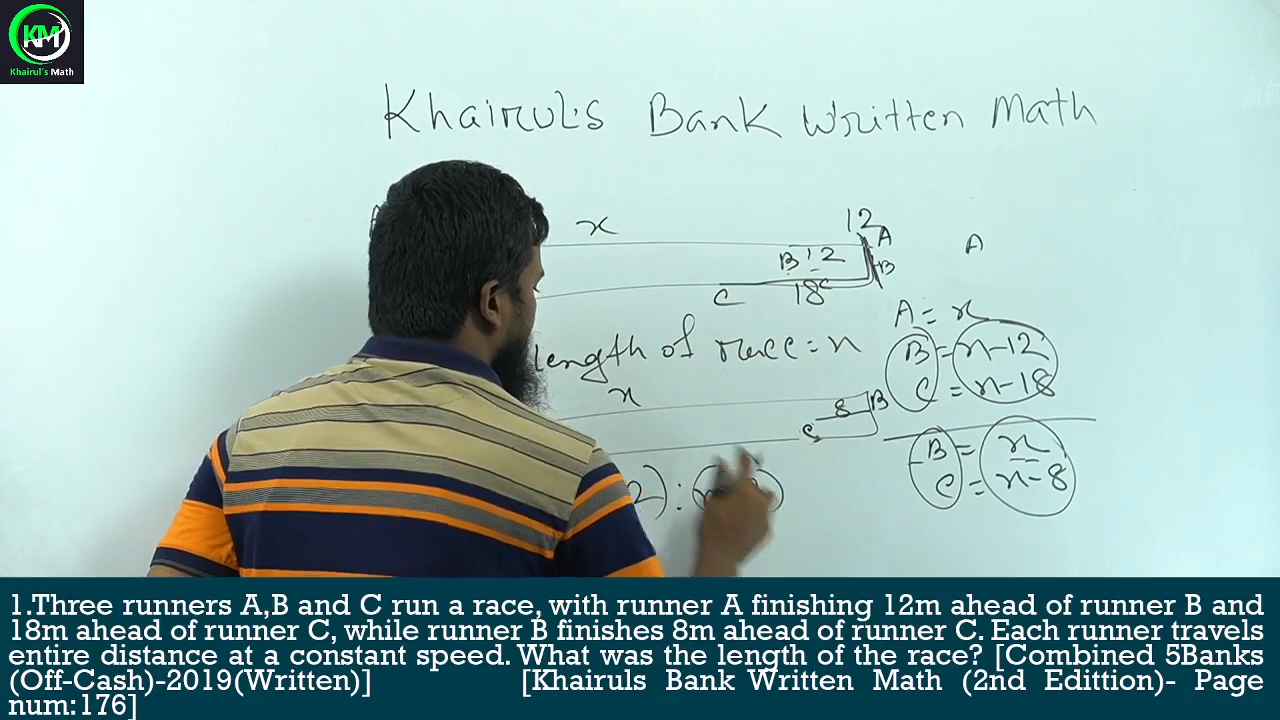 KM
Khairul's Math
Khairul's Bank Written Math
x
12
A
B 12
B
A
C
18
C
A = x
length of race = x
B = x-12
C = x-18
x
8
B
C
B = x
C = x-8
2) :
1.Three runners A,B and C run a race, with runner A finishing 12m ahead of runner B and
18m ahead of runner C, while runner B finishes 8m ahead of runner C. Each runner travels
entire distance at a constant speed. What was the length of the race? [Combined 5Banks
(Off-Cash)-2019(Written)] [Khairuls Bank Written Math (2nd Edittion)- Page
num:176]